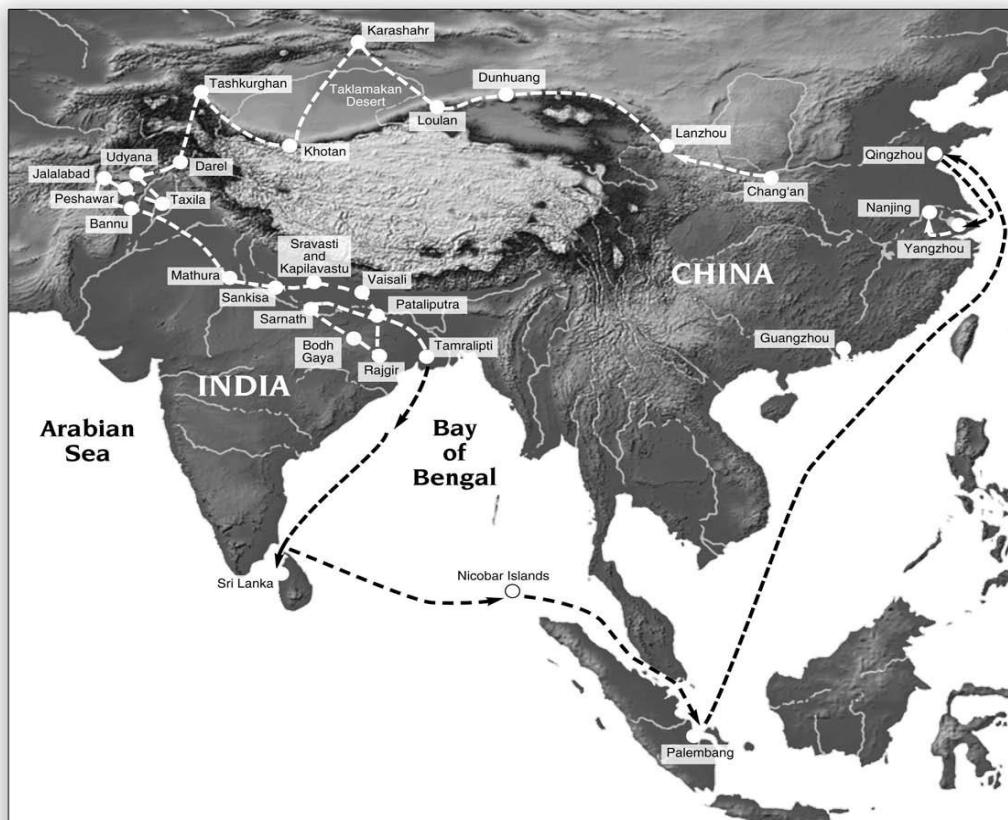 Karashahr
Tashkurghan
Taklamakan
Desert
Dunhuang
Loulan
Lanzhou
Khotan
Qingzhou
Udyana
Darel
Jalalabad
Chang'an
Peshawar
Taxila
Nanjing
Bannu
Yangzhou
Sravasti
and
Kapilavastu
CHINA
Mathura
Vaisali
Sankisa
Pataliputra
Sarnath
Bodh
Gaya
Tamralipti
Guangzhou
Rajgir
INDIA
Arabian
Sea
Bay
of
Bengal
Sri Lanka
Nicobar Islands
Palembang